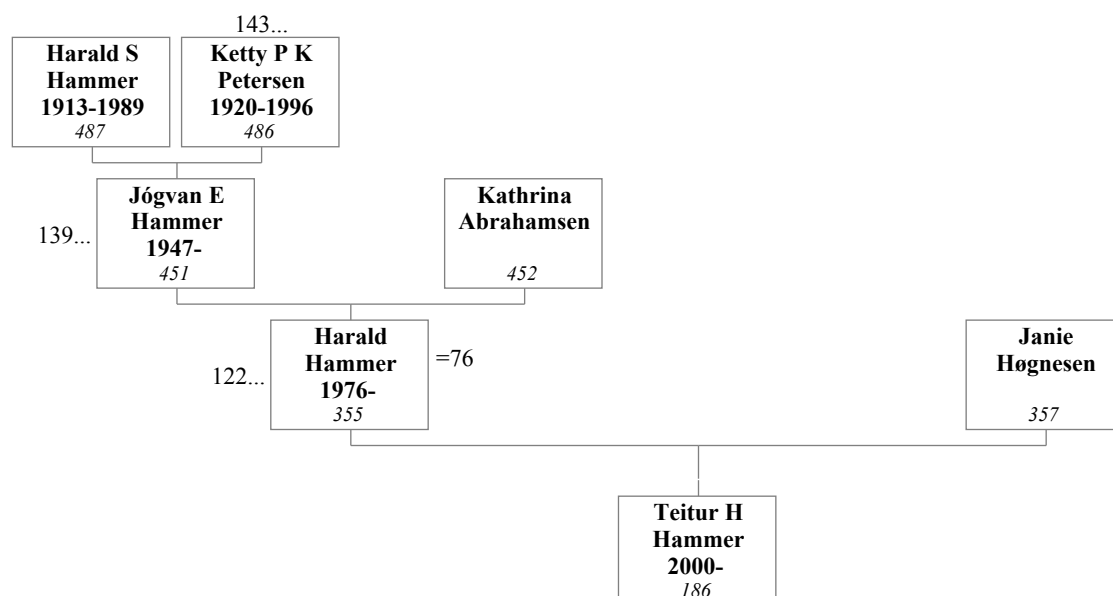 143...
Harald S
Hammer
1913-1989
487
Ketty P K
Petersen
1920-1996
486
139...
Jógvan E
Hammer
1947-
451
Kathrina
Abrahamsen
452
122...
Harald
Hammer
1976-
355
=76
Janie
Høgnesen
357
Teitur H
Hammer
2000-
186